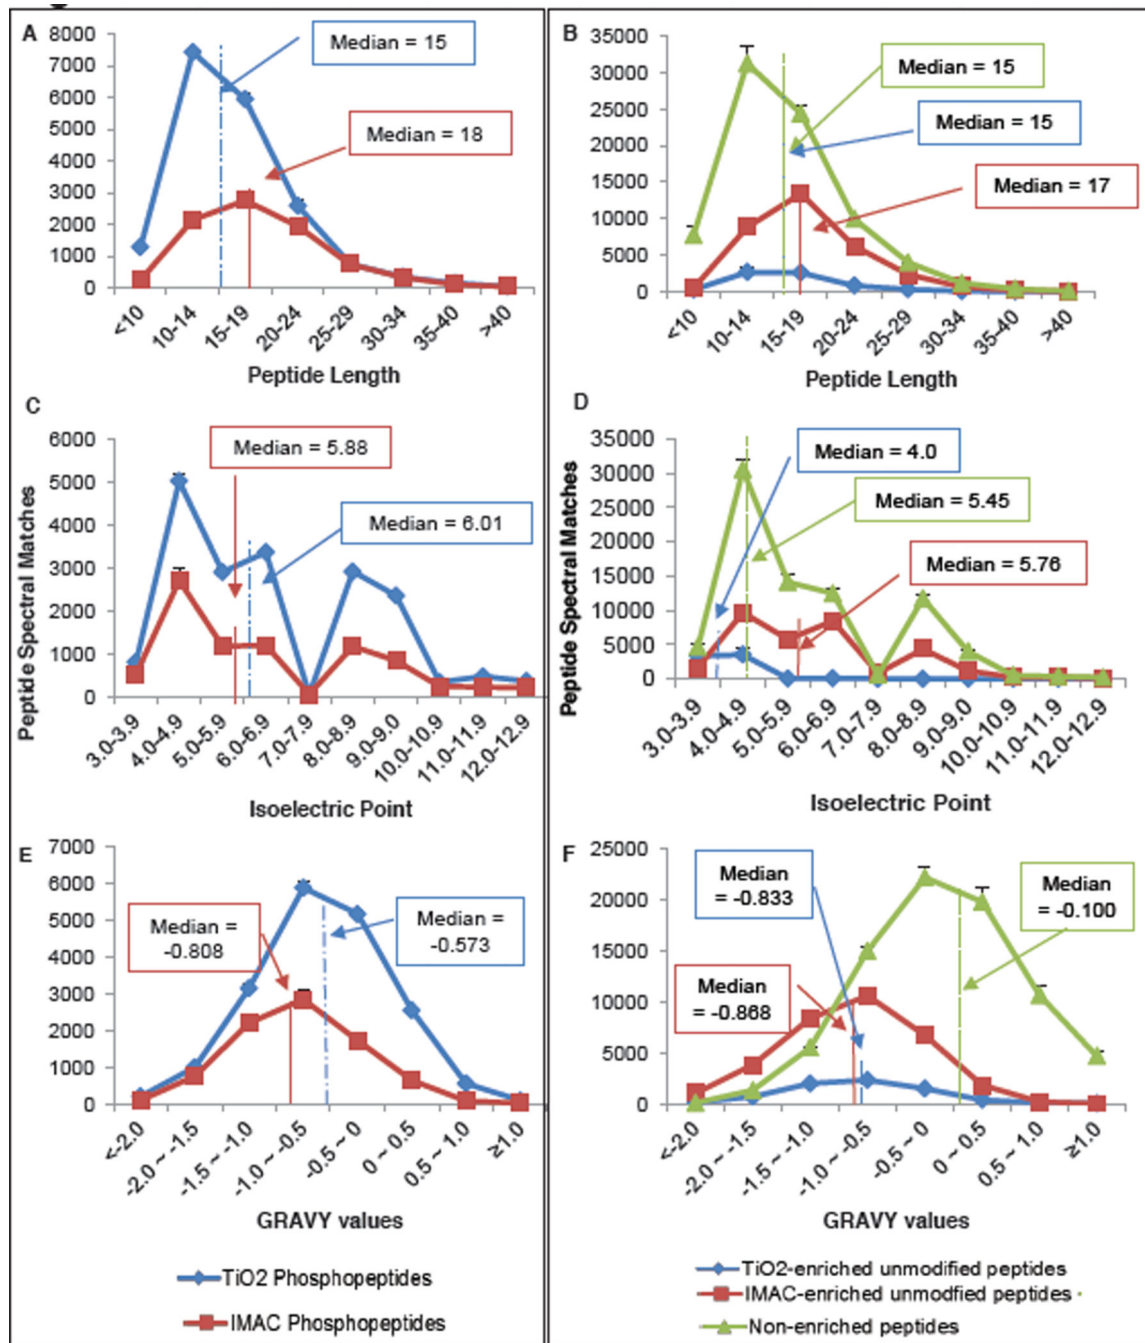 A
8000
7000
6000
5000
4000
3000
2000
1000
0
Median = 15
Median = 18
<10
10-14
15-19
20-24
25-29
30-34
35-40
>40
Peptide Length
B
35000
30000
25000
20000
15000
10000
5000
0
Median = 15
Median = 15
Median = 17
<10
10-14
15-19
20-24
25-29
30-34
35-40
>40
Peptide Length
C
6000
5000
4000
3000
2000
1000
0
Peptide Spectral Matches
Median = 5.88
Median = 6.01
3.0-3.9
4.0-4.9
5.0-5.9
6.0-6.9
7.0-7.9
8.0-8.9
9.0-9.0
10.0-10.9
11.0-11.9
12.0-12.9
Isoelectric Point
D
35000
30000
25000
20000
15000
10000
5000
0
Peptide Spectral Matches
Median = 4.0
Median = 5.45
Median = 5.76
3.0-3.9
4.0-4.9
5.0-5.9
6.0-6.9
7.0-7.9
8.0-8.9
9.0-9.0
10.0-10.9
11.0-11.9
12.0-12.9
Isoelectric Point
E
7000
6000
5000
4000
3000
2000
1000
0
Median =
-0.808
Median =
-0.573
<-2.0
-2.0 ~ -1.5
-1.5 ~ -1.0
-1.0 ~ -0.5
-0.5 ~ 0
0 ~ 0.5
0.5 ~ 1.0
≥1.0
GRAVY values
TiO2 Phosphopeptides
IMAC Phosphopeptides
F
25000
20000
15000
10000
5000
0
Median
= -0.833
Median
= -0.100
Median
= -0.868
<-2.0
-2.0 ~ -1.5
-1.5 ~ -1.0
-1.0 ~ -0.5
-0.5 ~ 0
0 ~ 0.5
0.5 ~ 1.0
≥1.0
GRAVY values
TiO2-enriched unmodified peptides
IMAC-enriched unmodfied peptides
Non-enriched peptides